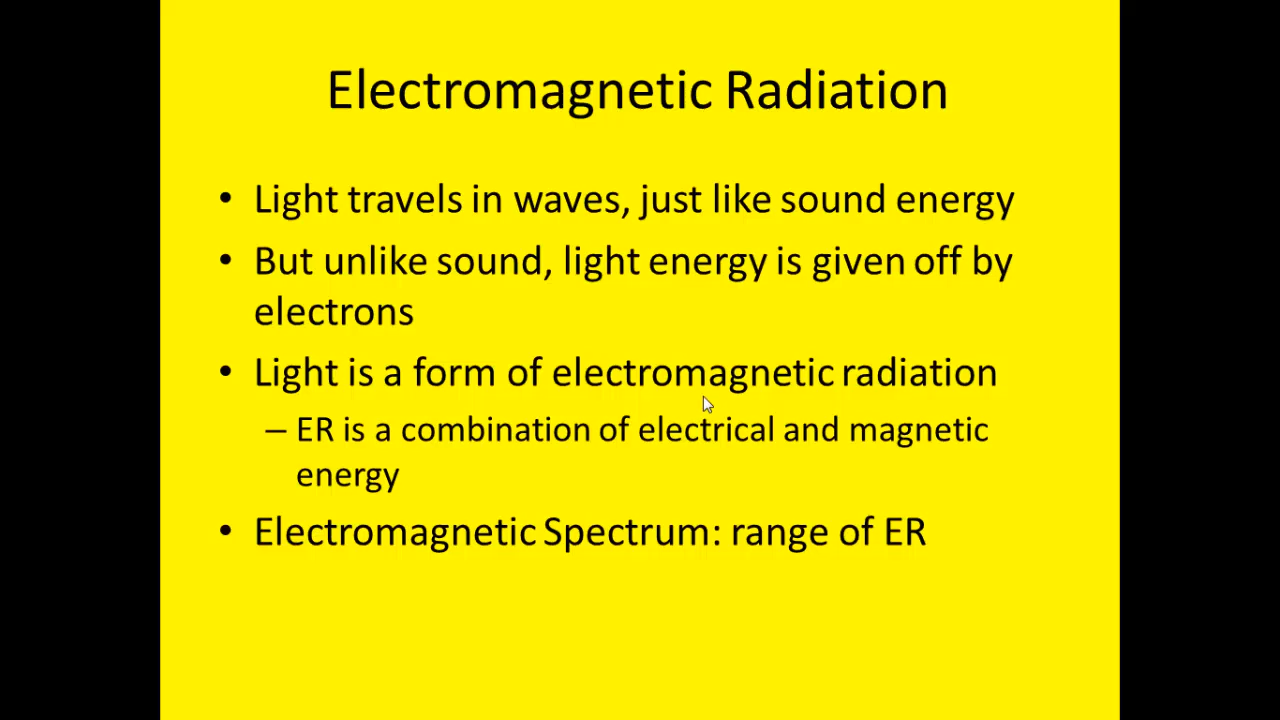 Electromagnetic Radiation
• Light travels in waves, just like sound energy
• But unlike sound, light energy is given off by
electrons
• Light is a form of electromagnetic radiation
– ER is a combination of electrical and magnetic
energy
• Electromagnetic Spectrum: range of ER